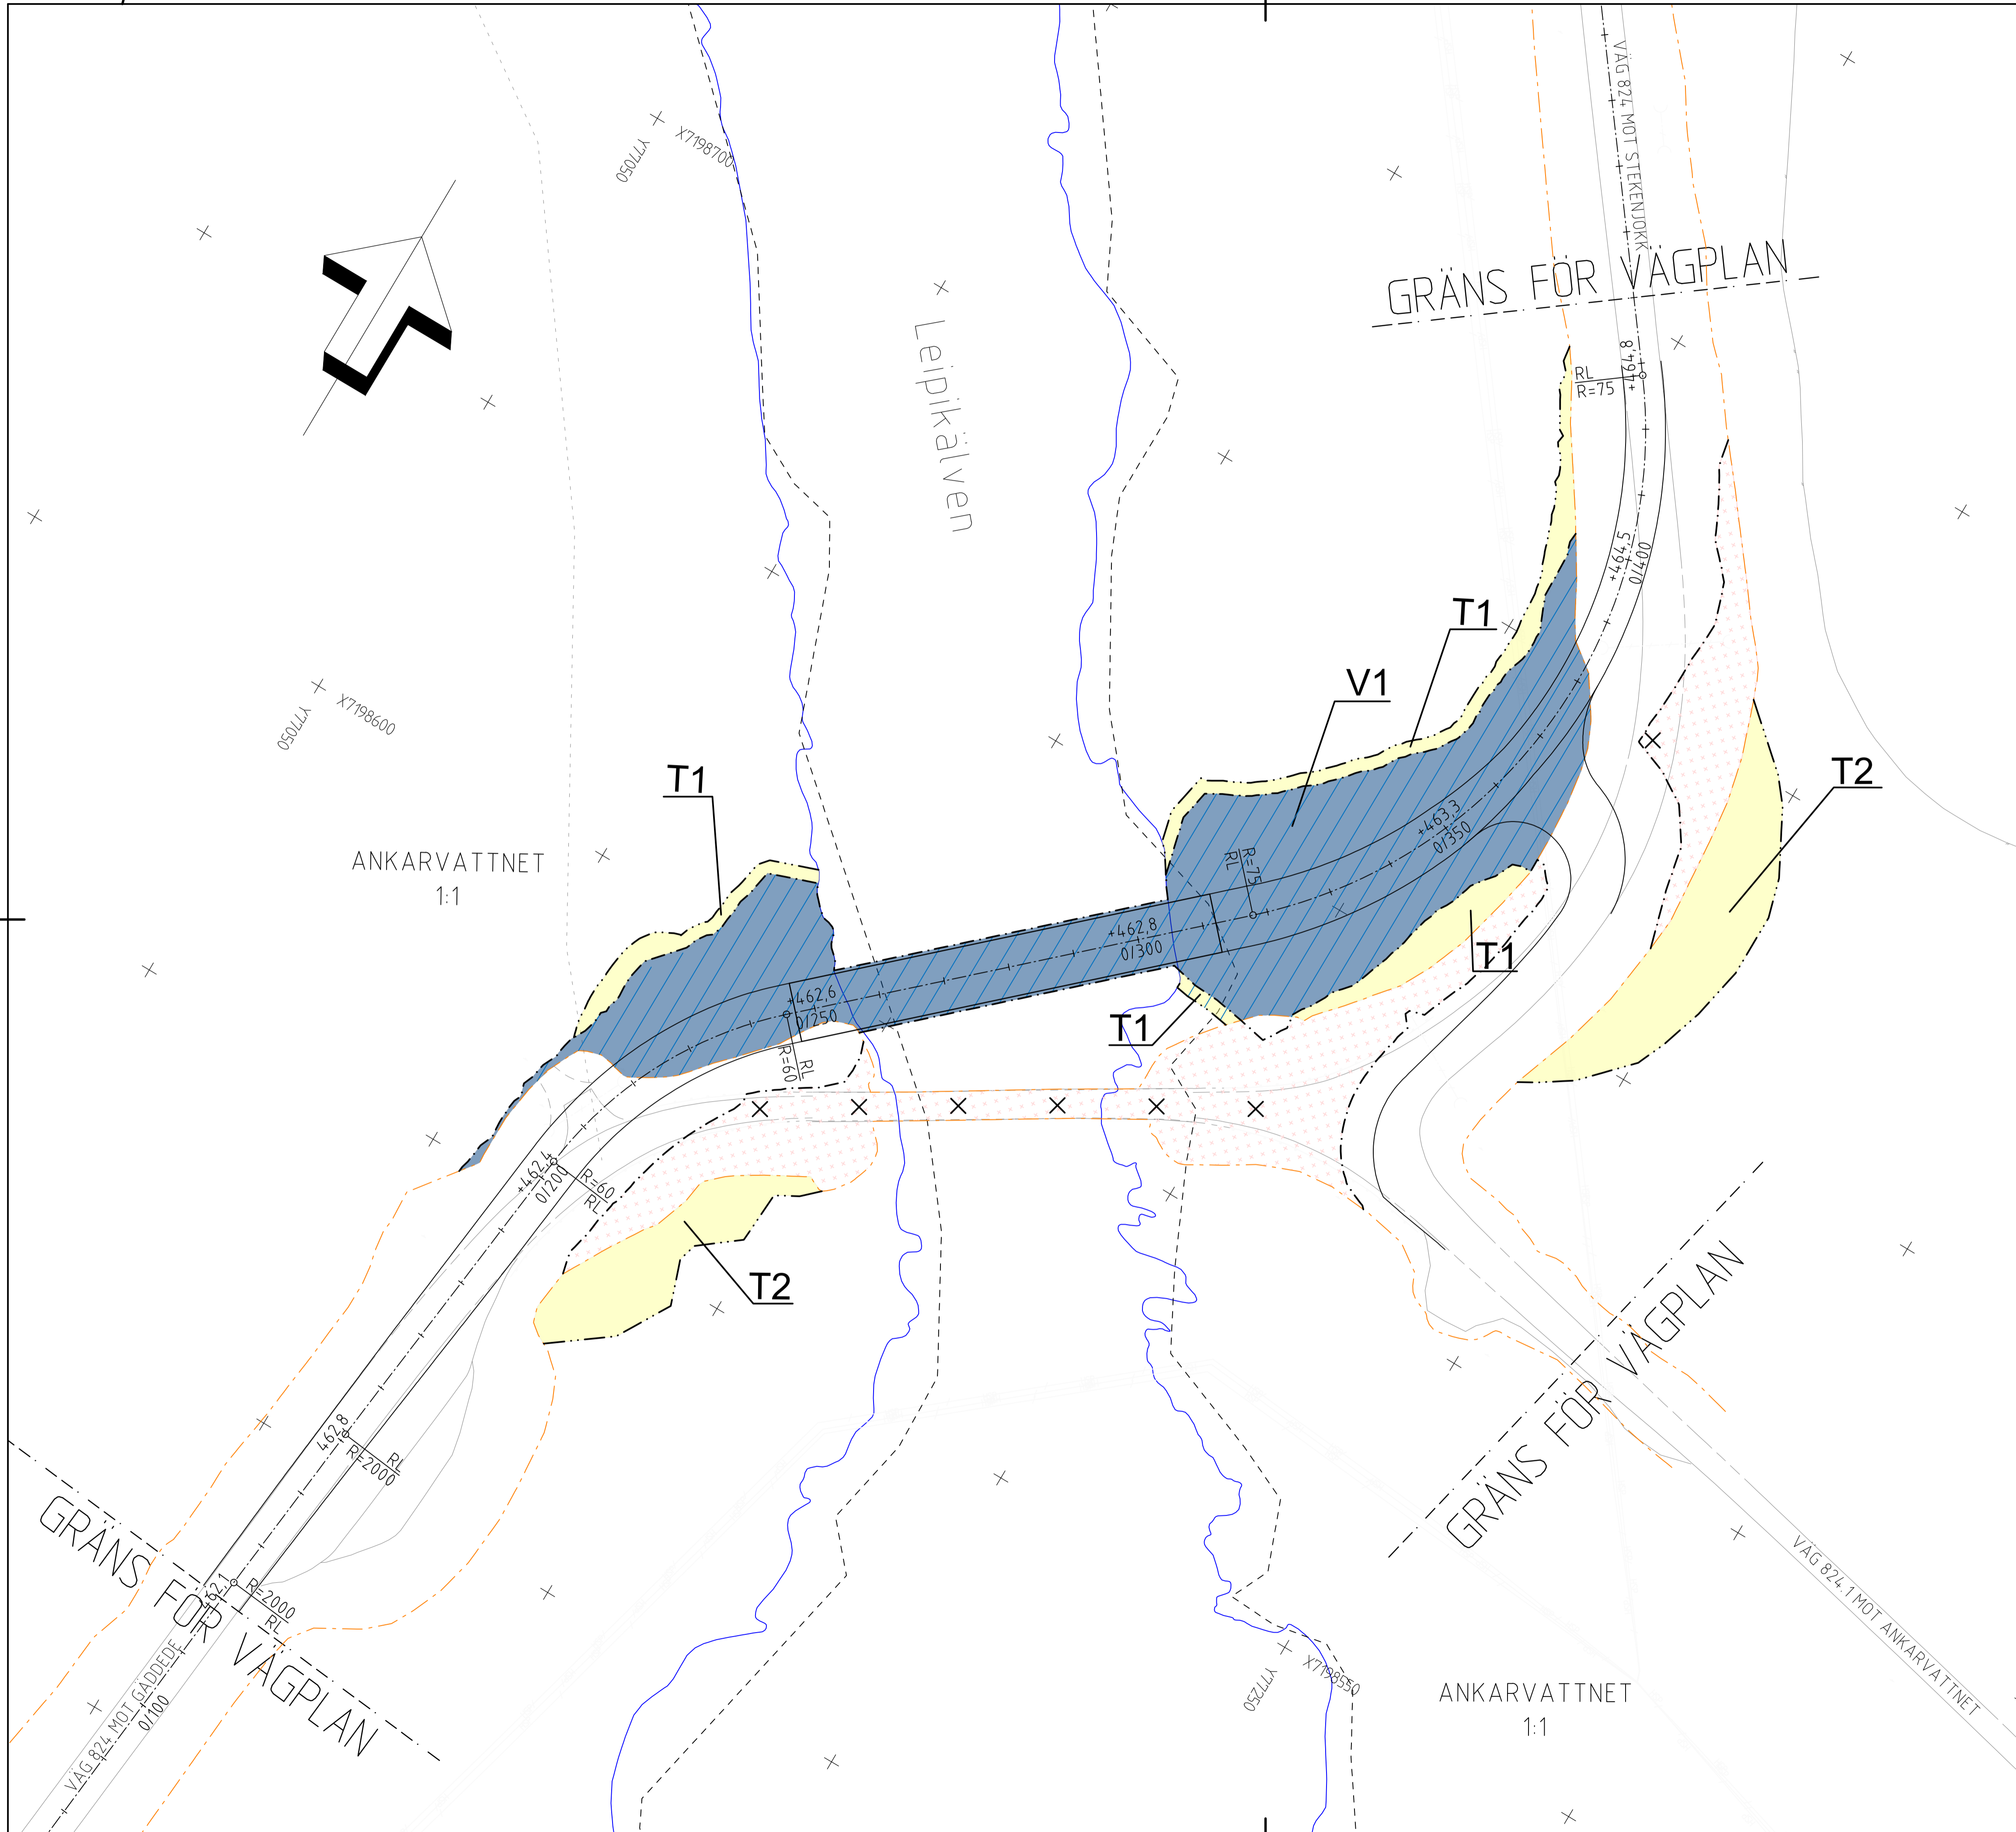 X7198700
Y77050
VÄG 824 MOT STEKENJOKK
GRÄNS FÖR VÄGPLAN
Leipikälven
+464,8
RL
R=75
+464,5
0/400
T1
V1
X7198600
Y77050
T1
T2
ANKARVATTNET
1:1
+463,3
0/350
R=75
RL
+462,8
0/300
T1
+462,6
0/250
T1
R=60
RL
+462,4
0/200
R=60
RL
T2
GRÄNS FÖR VÄGPLAN
462,8
RL
R=2000
GRÄNS FÖR VÄGPLAN
R=2000
RL
VÄG 824 MOT GÄDDEDE
0/100
VÄG 824.1 MOT ANKARVATTNET
X7198550
Y77250
ANKARVATTNET
1:1